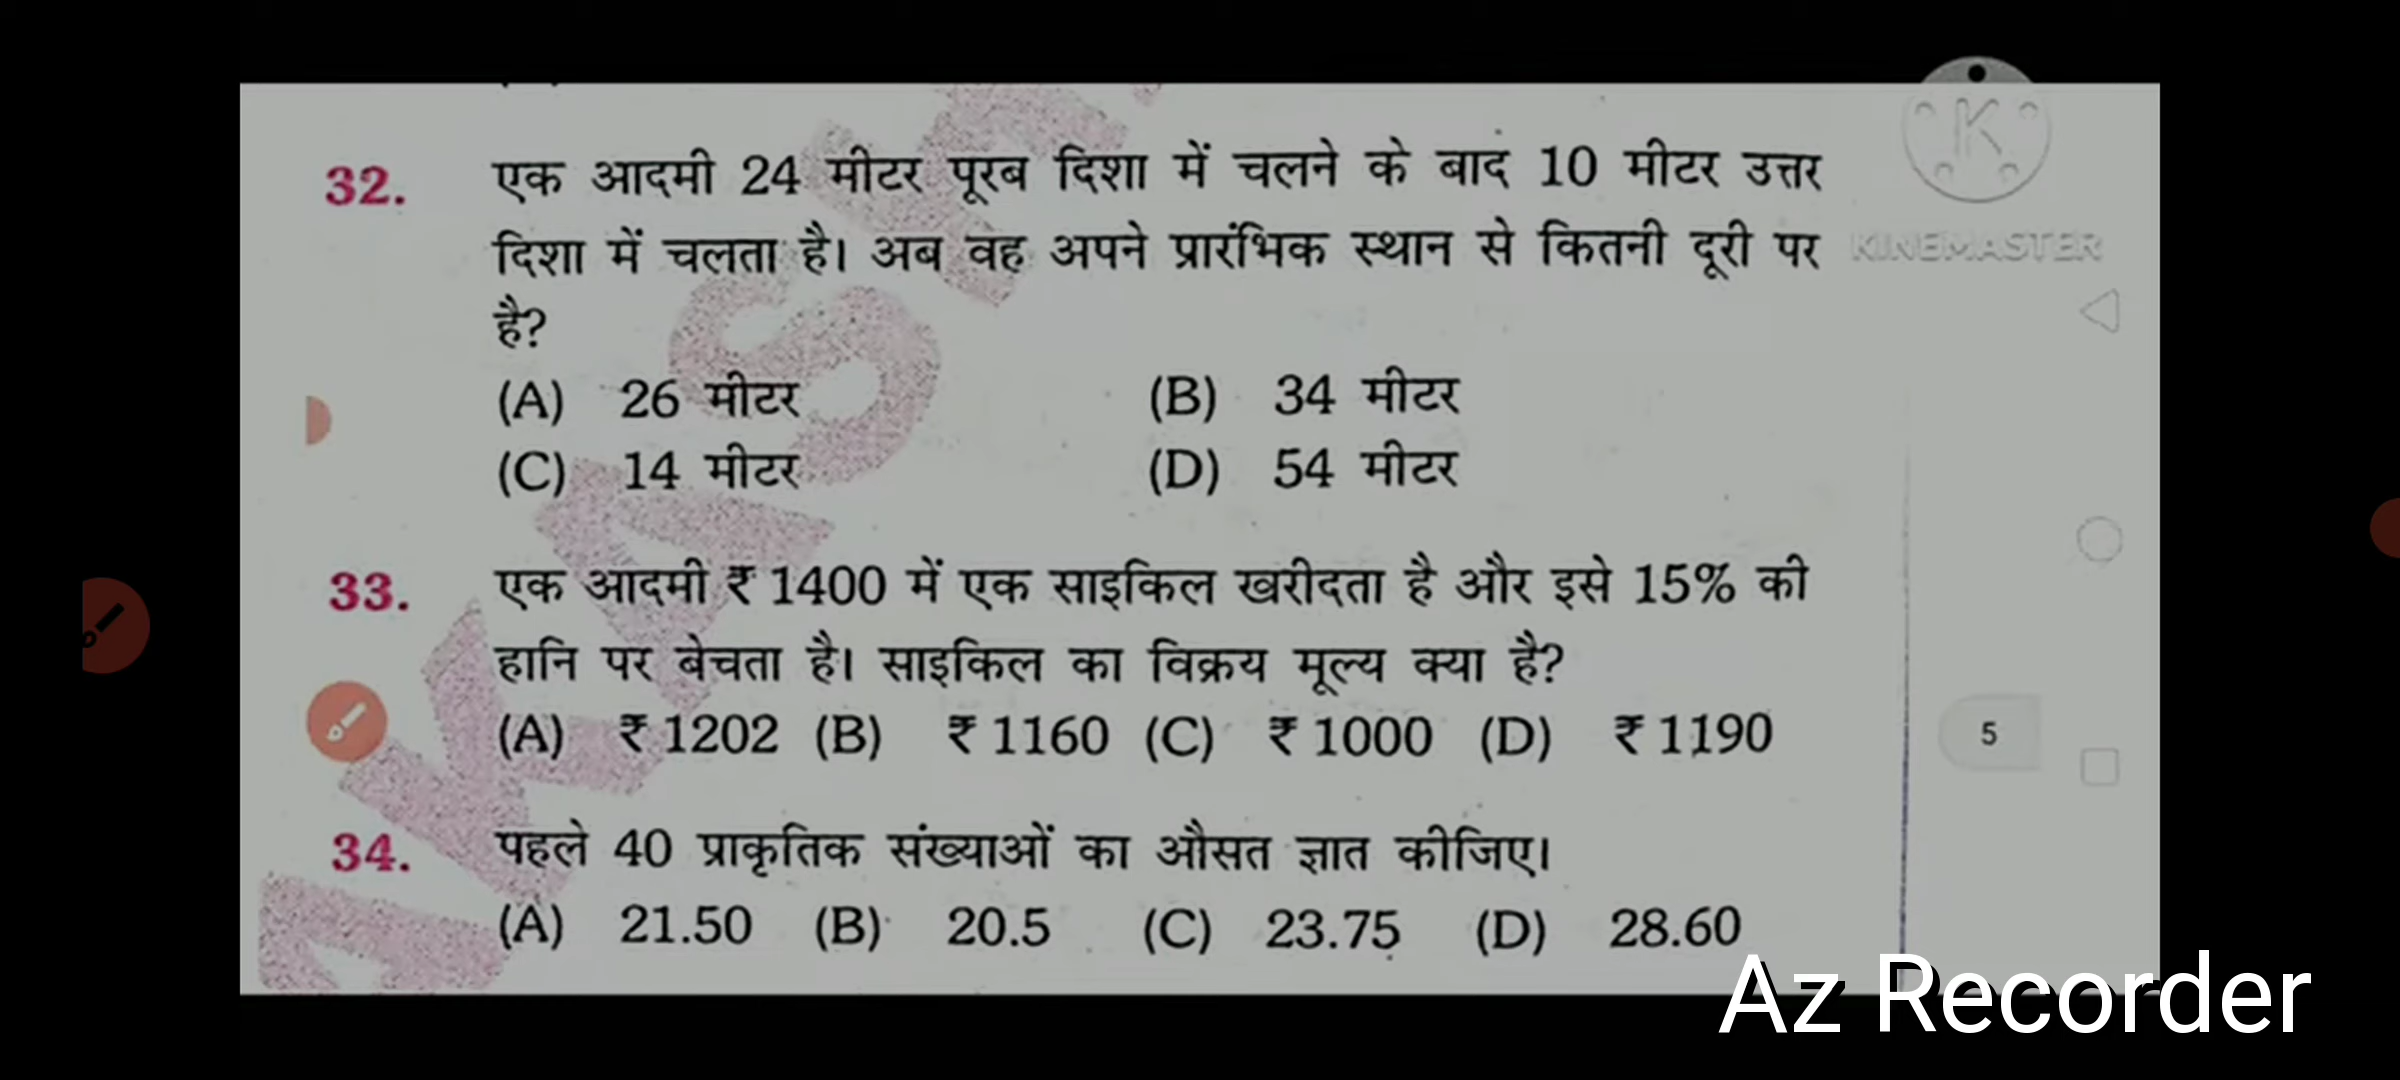 32. एक आदमी 24 मीटर पूरब दिशा में चलने के बाद 10 मीटर उत्तर
दिशा में चलता है। अब वह अपने प्रारंभिक स्थान से कितनी दूरी पर
है?
(A) 26 मीटर (B) 34 मीटर
(C) 14 मीटर (D) 54 मीटर
33. एक आदमी ₹ 1400 में एक साइकिल खरीदता है और इसे 15% की
हानि पर बेचता है। साइकिल का विक्रय मूल्य क्या है?
(A) ₹ 1202 (B) ₹ 1160 (C) ₹ 1000 (D) ₹ 1190
34. पहले 40 प्राकृतिक संख्याओं का औसत ज्ञात कीजिए।
(A) 21.50 (B) 20.5 (C) 23.75 (D) 28.60
K
KINEMASTER
5
Az Recorder